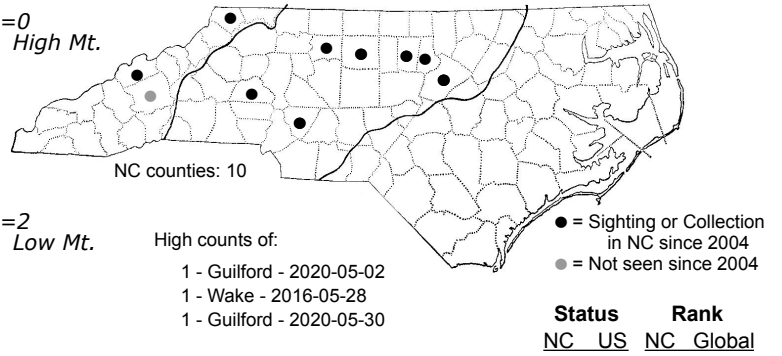 =0
High Mt.
NC counties: 10
=2
Low Mt.
High counts of:
1 - Guilford - 2020-05-02
1 - Wake - 2016-05-28
1 - Guilford - 2020-05-30
● = Sighting or Collection
in NC since 2004
● = Not seen since 2004
Status Rank
NC US NC Global